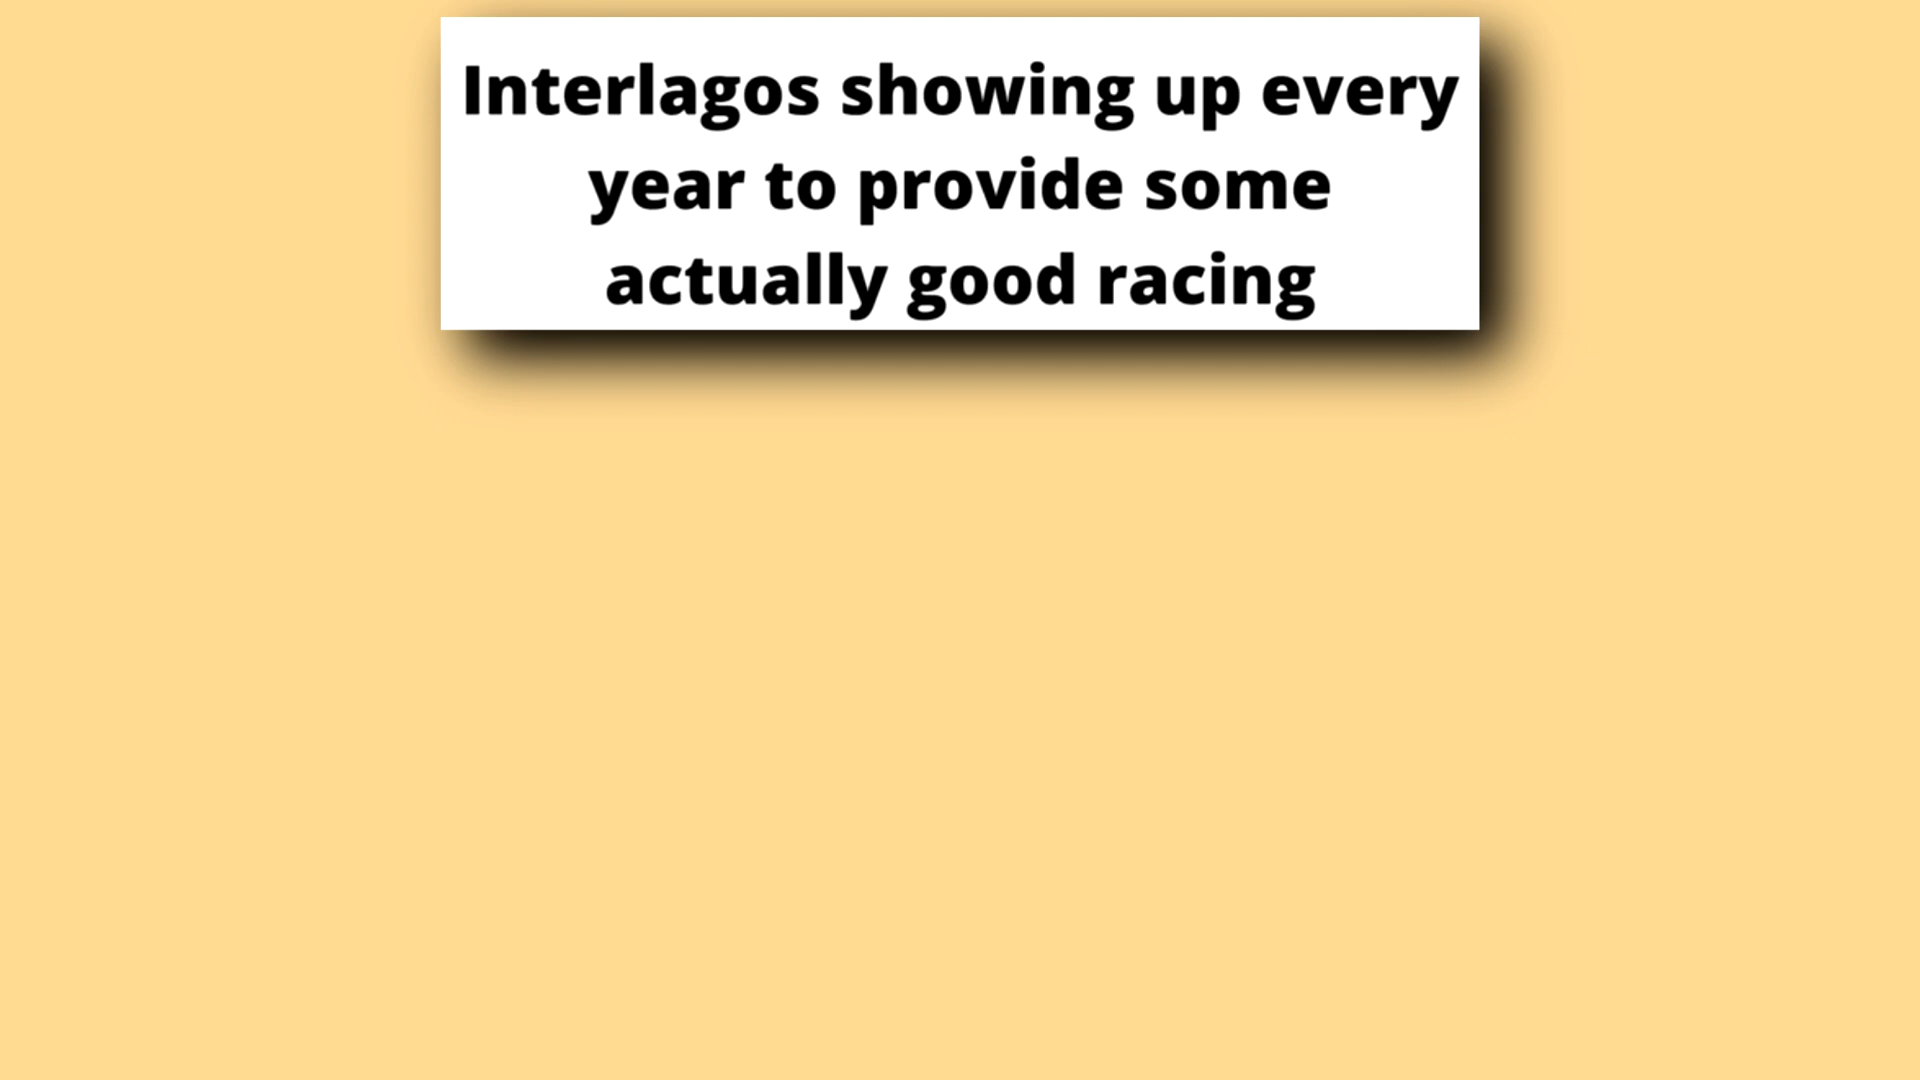 Interlagos showing up every
year to provide some
actually good racing